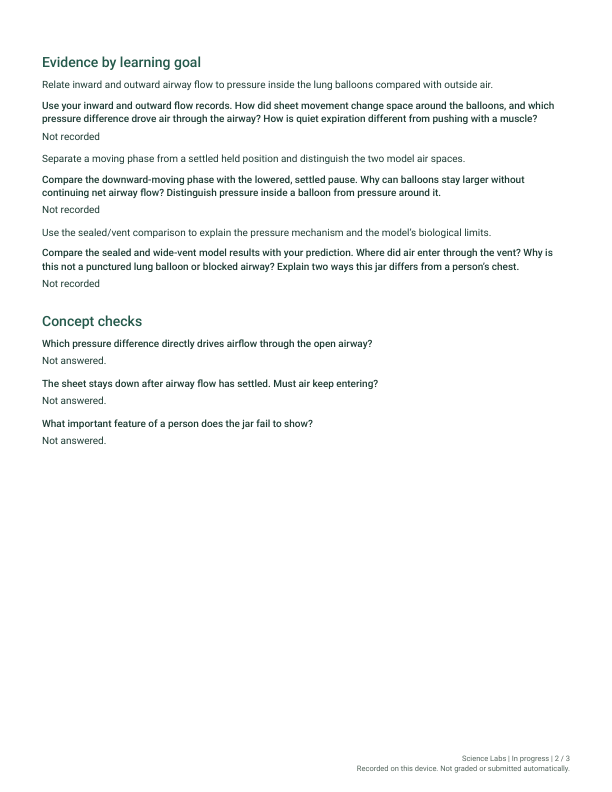 Evidence by learning goal
Relate inward and outward airway flow to pressure inside the lung balloons compared with outside air.
Use your inward and outward flow records. How did sheet movement change space around the balloons, and which
pressure difference drove air through the airway? How is quiet expiration different from pushing with a muscle?
Not recorded
Separate a moving phase from a settled held position and distinguish the two model air spaces.
Compare the downward-moving phase with the lowered, settled pause. Why can balloons stay larger without
continuing net airway flow? Distinguish pressure inside a balloon from pressure around it.
Not recorded
Use the sealed/vent comparison to explain the pressure mechanism and the model's biological limits.
Compare the sealed and wide-vent model results with your prediction. Where did air enter through the vent? Why is
this not a punctured lung balloon or blocked airway? Explain two ways this jar differs from a person's chest.
Not recorded
Concept checks
Which pressure difference directly drives airflow through the open airway?
Not answered.
The sheet stays down after airway flow has settled. Must air keep entering?
Not answered.
What important feature of a person does the jar fail to show?
Not answered.
Science Labs | In progress | 2 / 3
Recorded on this device. Not graded or submitted automatically.